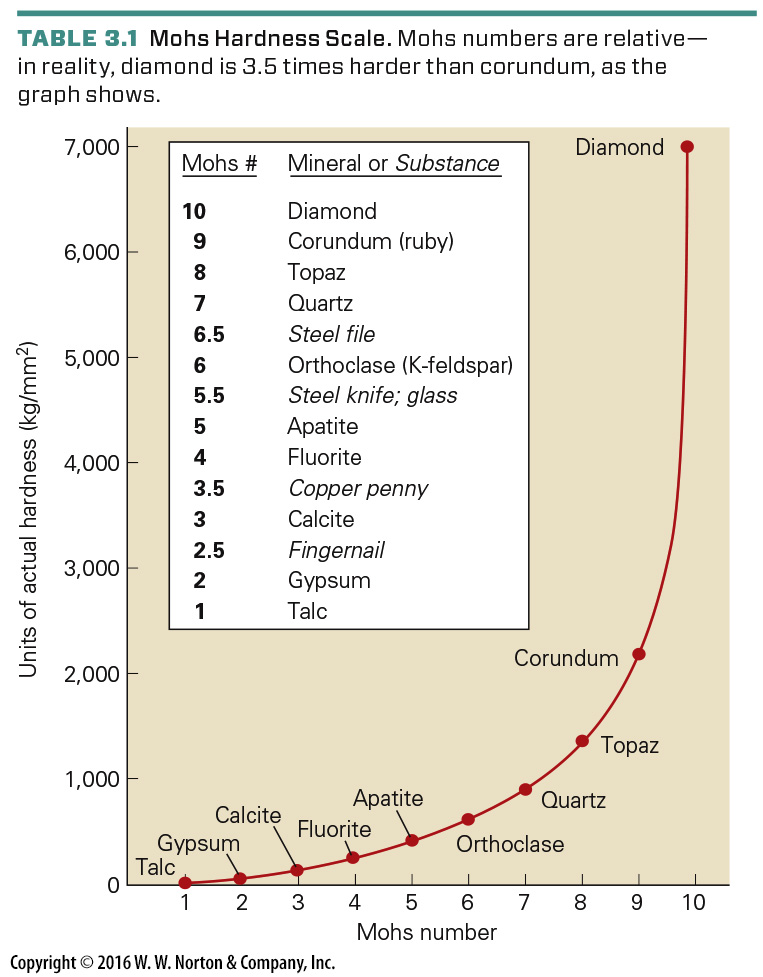 TABLE 3.1 Mohs Hardness Scale. Mohs numbers are relative—
in reality, diamond is 3.5 times harder than corundum, as the
graph shows.
Mohs # Mineral or Substance
10 Diamond
9 Corundum (ruby)
8 Topaz
7 Quartz
6.5 Steel file
6 Orthoclase (K-feldspar)
5.5 Steel knife; glass
5 Apatite
4 Fluorite
3.5 Copper penny
3 Calcite
2.5 Fingernail
2 Gypsum
1 Talc
Units of actual hardness (kg/mm²)
7,000
6,000
5,000
4,000
3,000
2,000
1,000
0
Diamond
Corundum
Topaz
Quartz
Orthoclase
Apatite
Fluorite
Calcite
Gypsum
Talc
1 2 3 4 5 6 7 8 9 10
Mohs number
Copyright © 2016 W. W. Norton & Company, Inc.